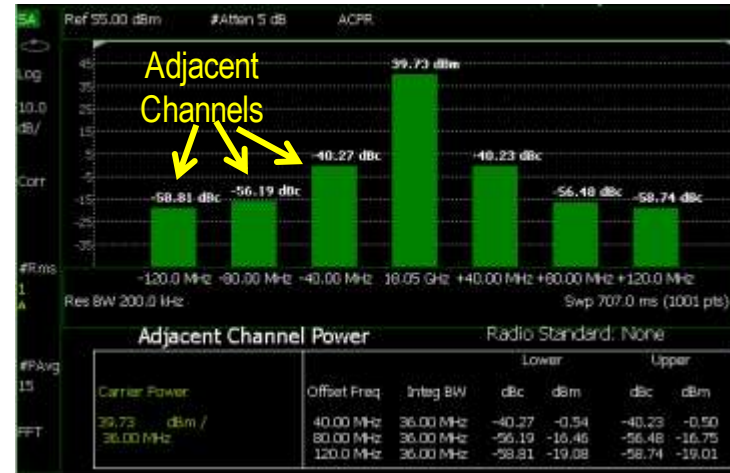 SA Ref 55.00 dBm #Atten 5 dB ACPR
Log
10.0
dB/
Corr
#Rms
1
A
#PAvg
15
FFT
Adjacent
Channels
45
35
25
15
5
-5
-15
-25
-35
39.73 dBm
-40.27 dBc -40.23 dBc
-58.81 dBc -56.19 dBc -56.48 dBc -58.74 dBc
-120.0 MHz -80.00 MHz -40.00 MHz 18.05 GHz +40.00 MHz +80.00 MHz +120.0 MHz
Res BW 200.0 kHz Swp 707.0 ms (1001 pts)
Adjacent Channel Power Radio Standard: None
Lower Upper
Carrier Power Offset Freq Integ BW dBc dBm dBc dBm
39.73 dBm / 40.00 MHz 36.00 MHz -40.27 -0.54 -40.23 -0.50
36.00 MHz 80.00 MHz 36.00 MHz -56.19 -16.46 -56.48 -16.75
120.0 MHz 36.00 MHz -58.81 -19.08 -58.74 -19.01